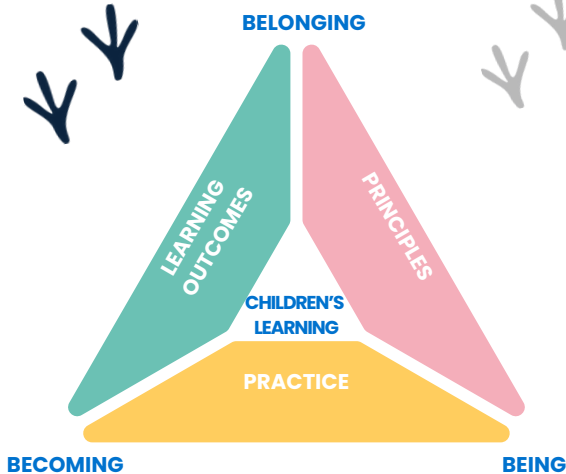 BELONGING
LEARNING
OUTCOMES
PRINCIPLES
CHILDREN'S
LEARNING
PRACTICE
BECOMING
BEING